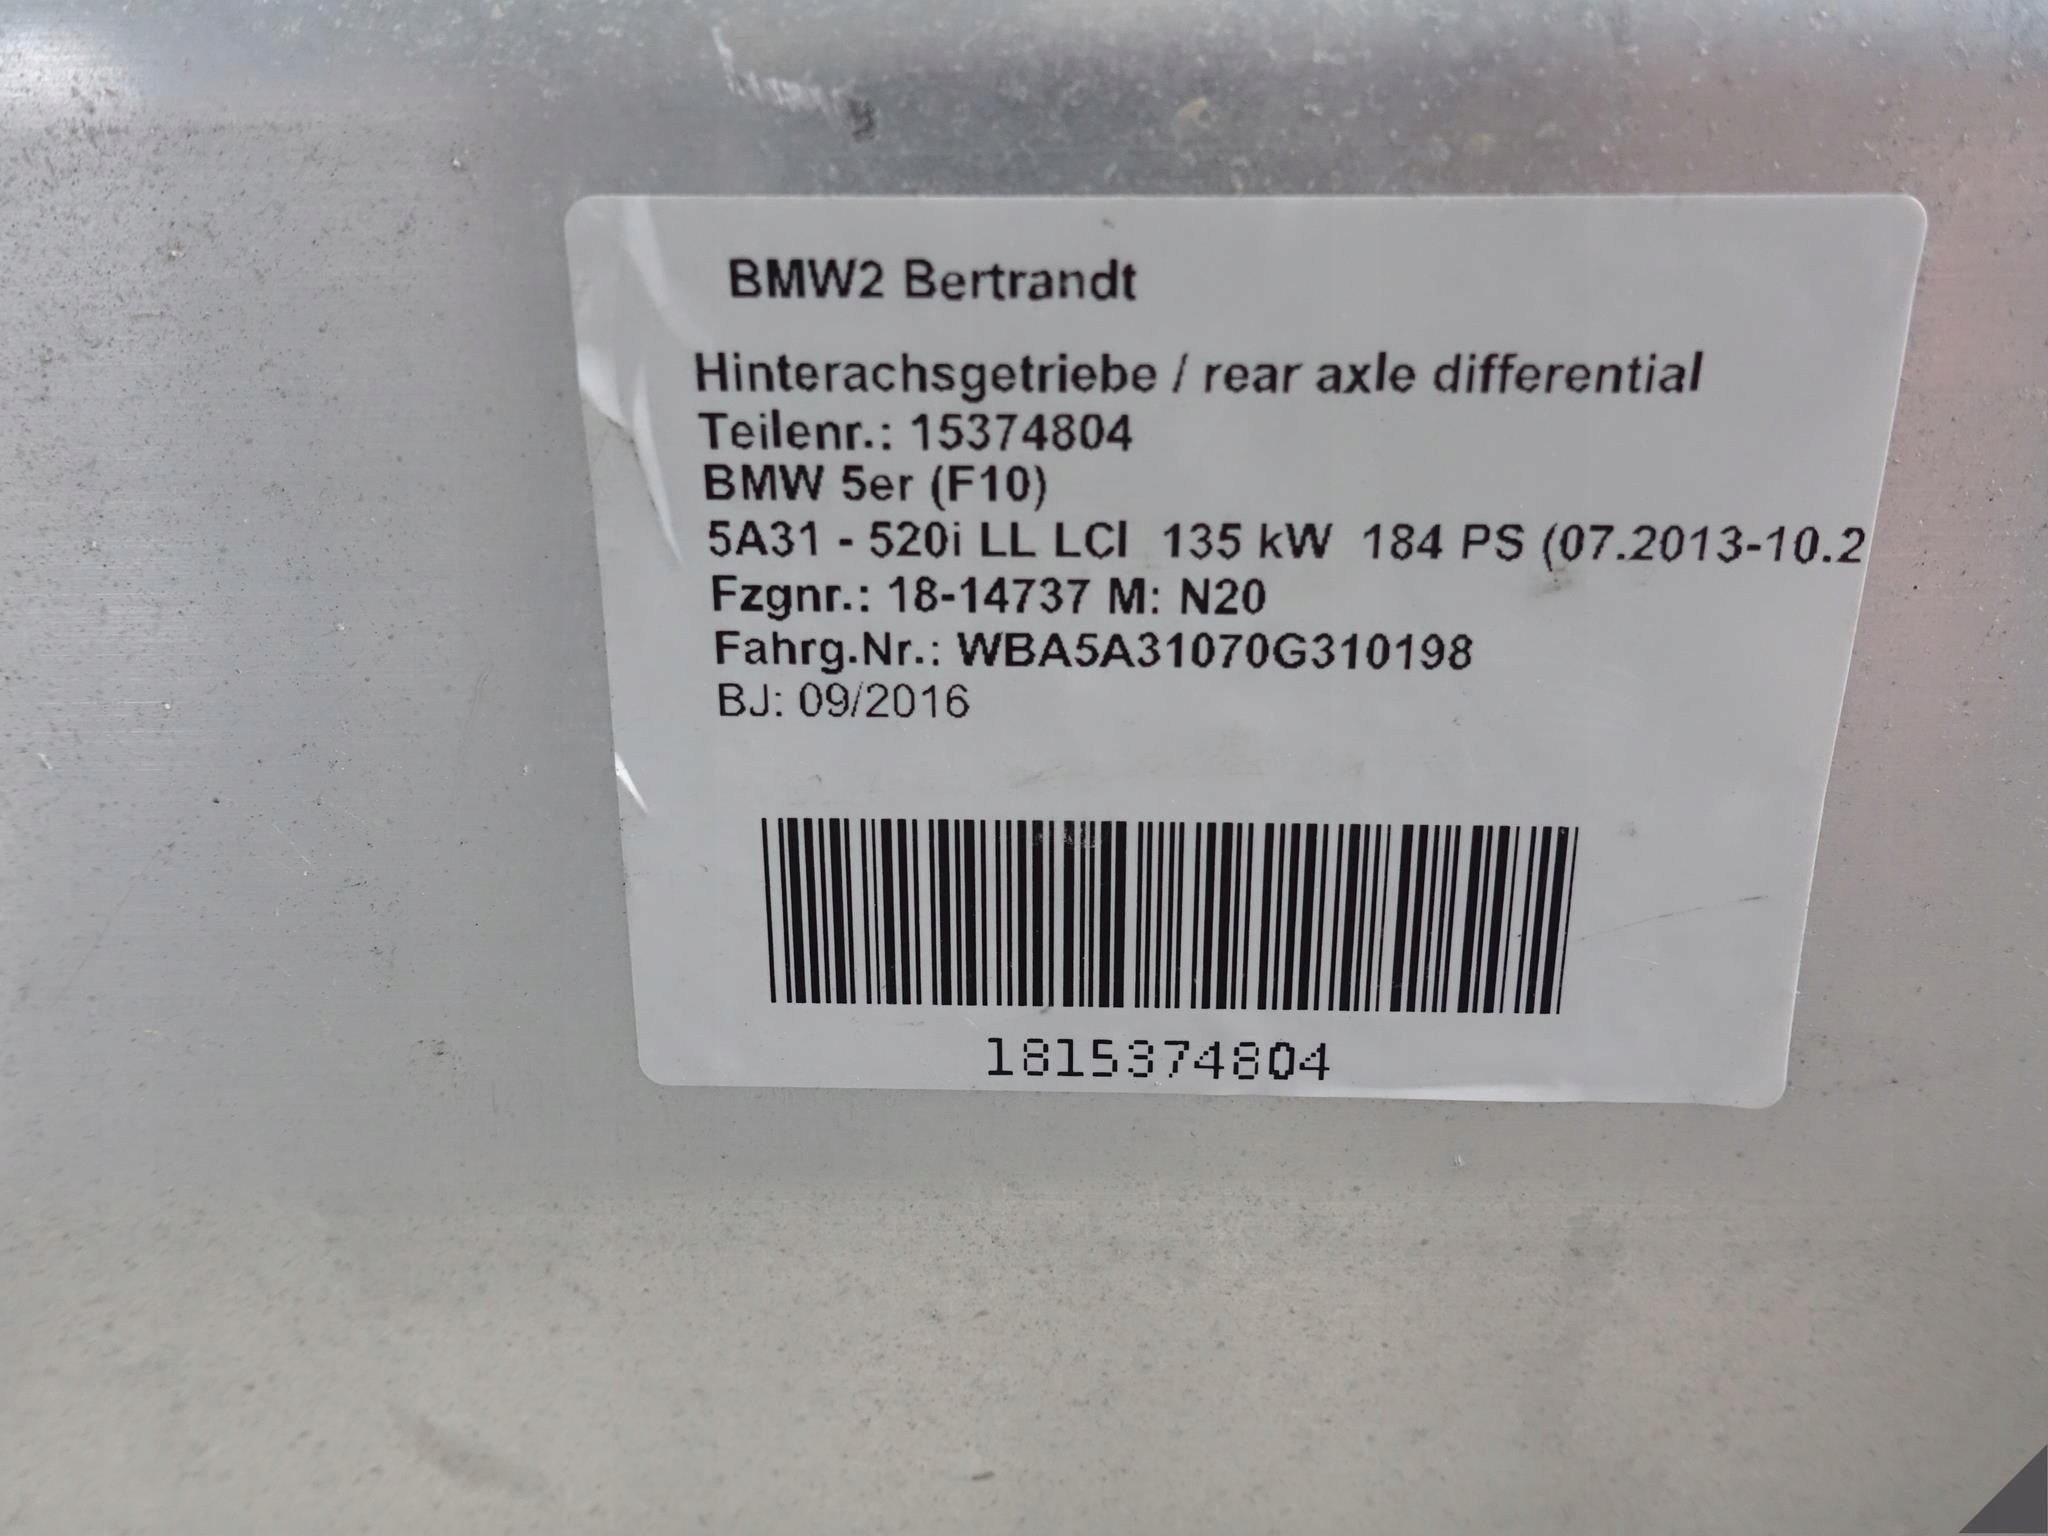 BMW2 Bertrandt
Hinterachsgetriebe / rear axle differential
Teilenr.: 15374804
BMW 5er (F10)
5A31 - 520i LL LCI 135 kW 184 PS (07.2013-10.2
Fzgnr.: 18-14737 M: N20
Fahrg.Nr.: WBA5A31070G310198
BJ: 09/2016
1815374804